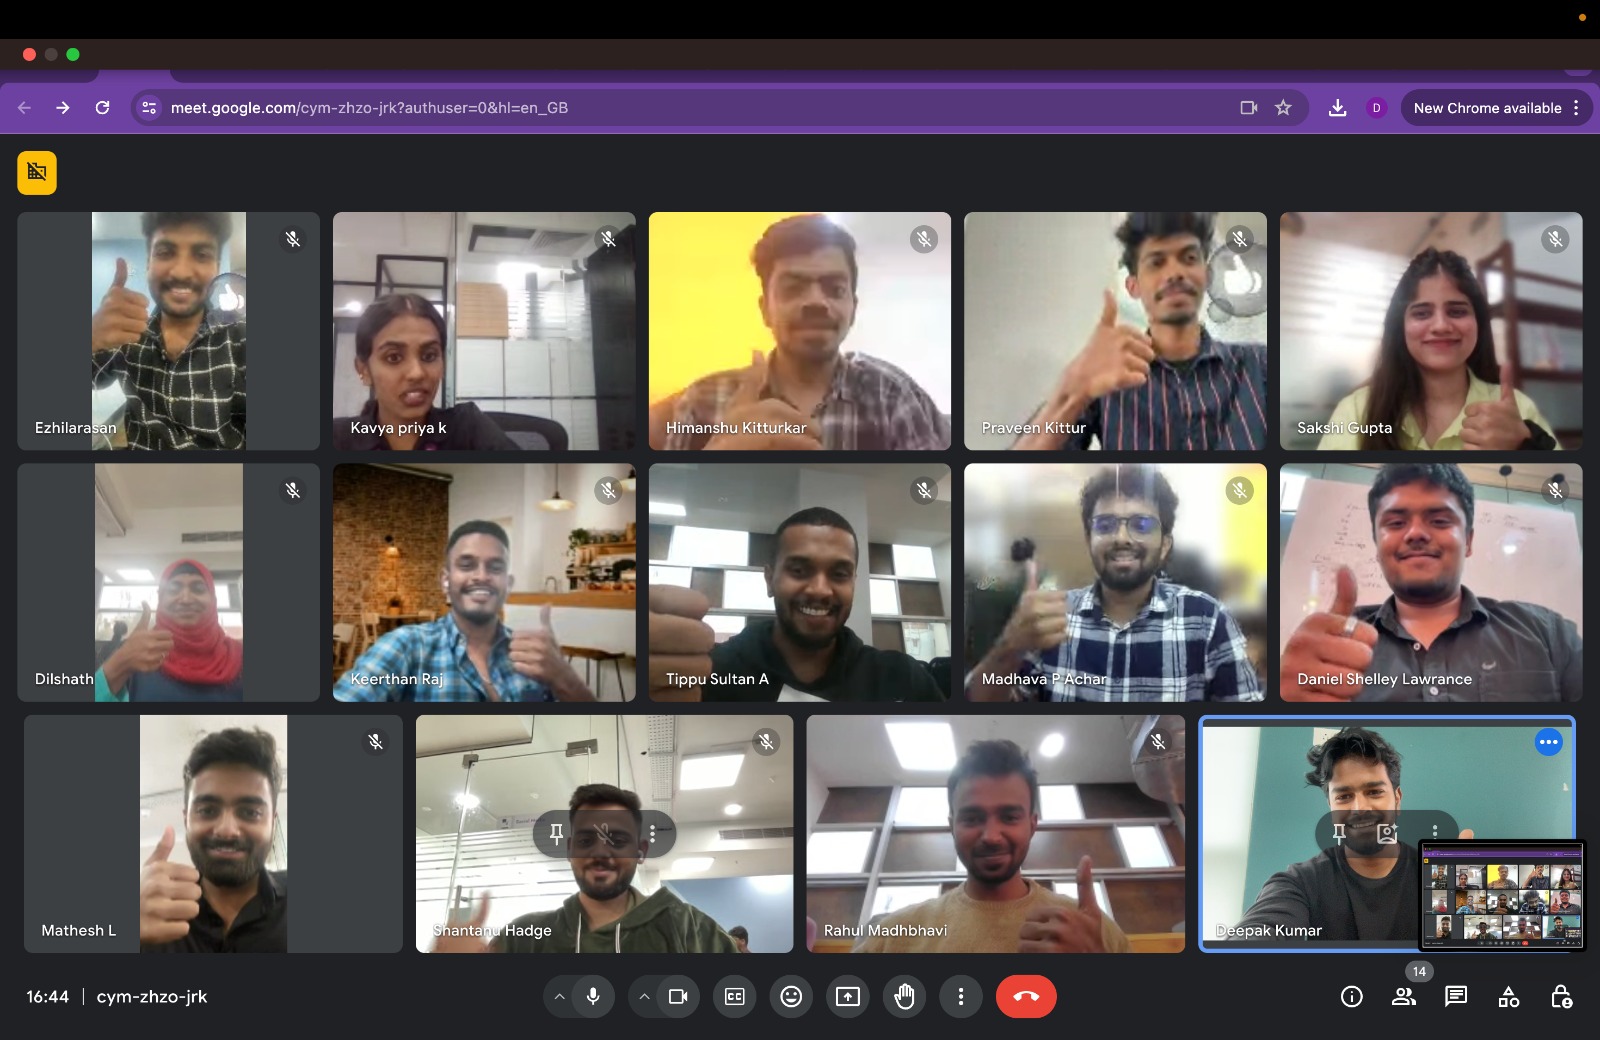 meet.google.com/cym-zhzo-jrk?authuser=0&hl=en_GB
D
New Chrome available
Ezhilarasan
Kavya priya k
Himanshu Kitturkar
Praveen Kittur
Sakshi Gupta
Dilshath
Keerthan Raj
Tippu Sultan A
Madhava P Achar
Daniel Shelley Lawrance
Mathesh L
Shantanu Hadge
Rahul Madhbhavi
Deepak Kumar
16:44
cym-zhzo-jrk
CC
14